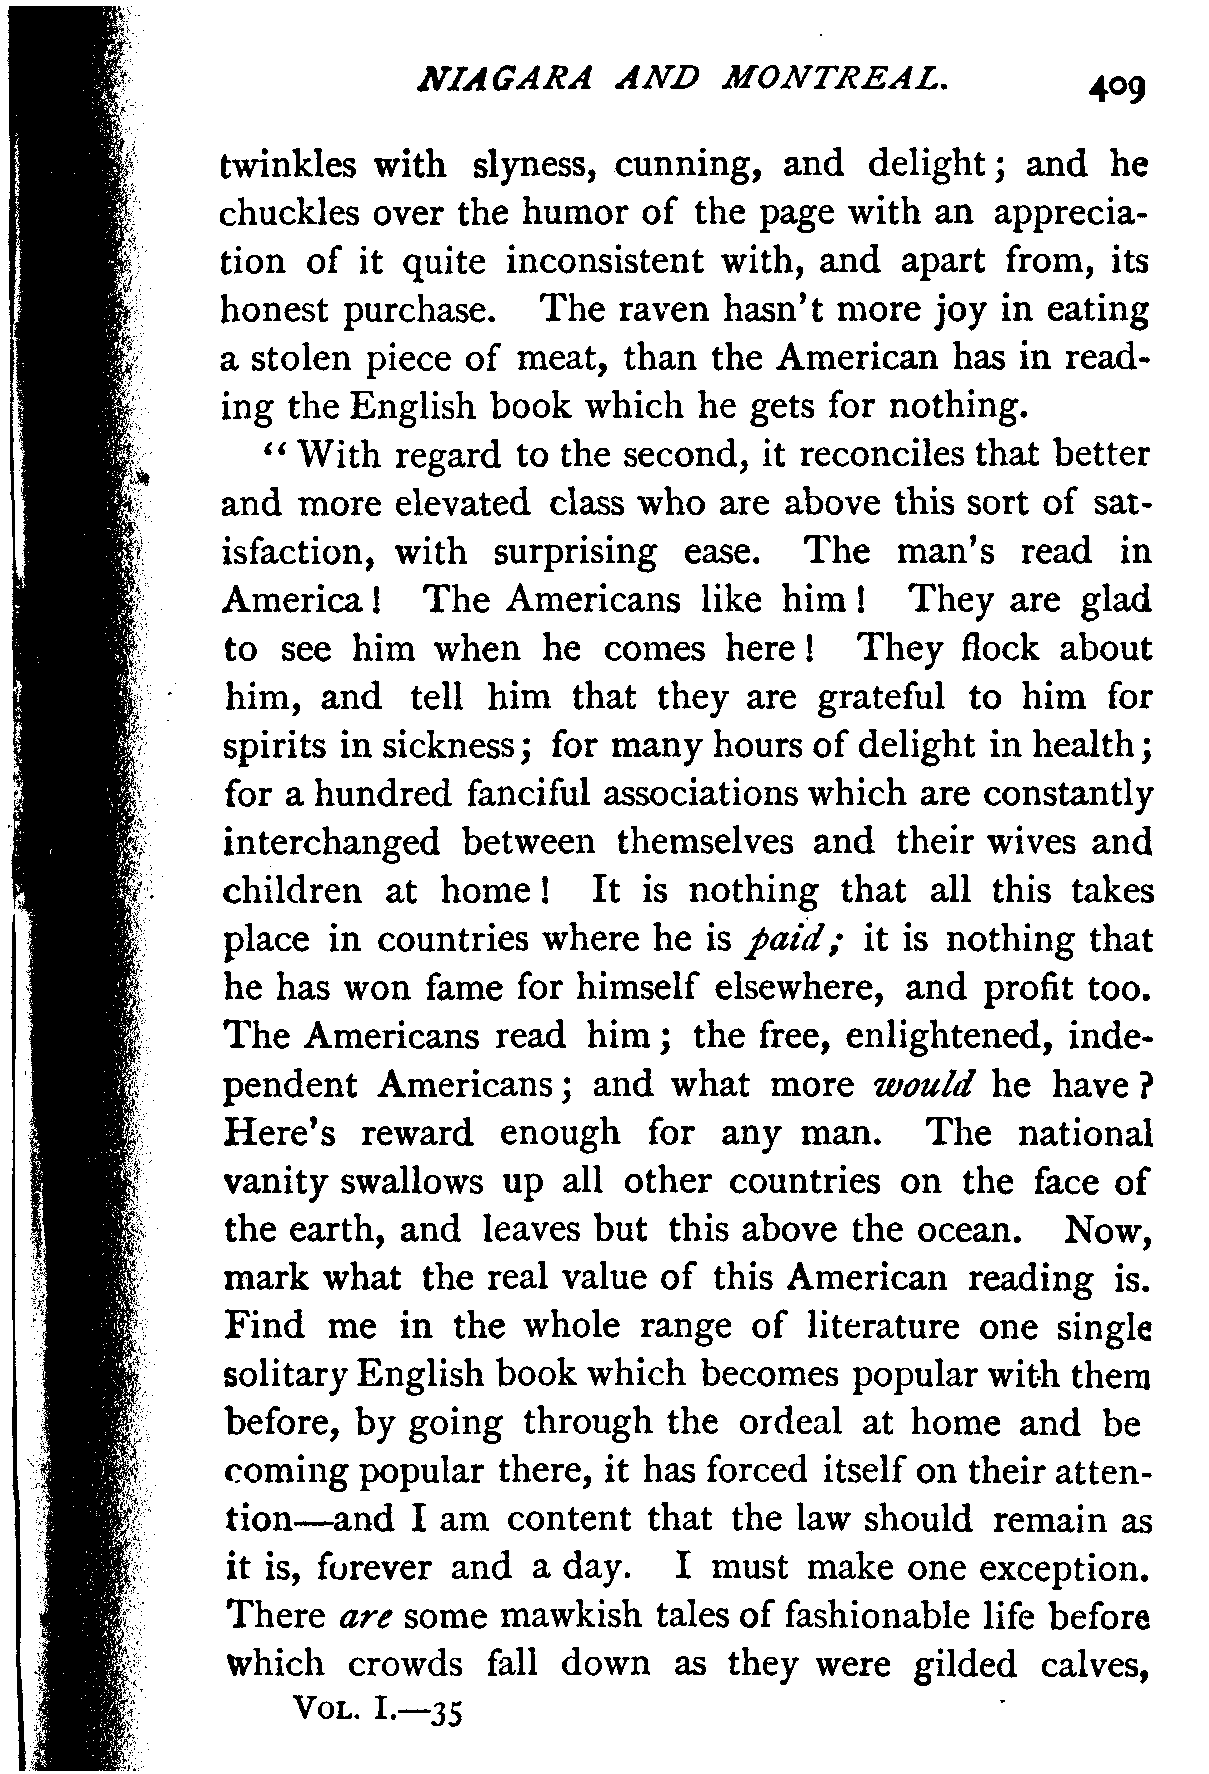 NIAGARA AND MONTREAL. 409
twinkles with slyness, cunning, and delight; and he
chuckles over the humor of the page with an apprecia-
tion of it quite inconsistent with, and apart from, its
honest purchase. The raven hasn't more joy in eating
a stolen piece of meat, than the American has in read-
ing the English book which he gets for nothing.
"With regard to the second, it reconciles that better
and more elevated class who are above this sort of sat-
isfaction, with surprising ease. The man's read in
America! The Americans like him! They are glad
to see him when he comes here! They flock about
him, and tell him that they are grateful to him for
spirits in sickness; for many hours of delight in health;
for a hundred fanciful associations which are constantly
interchanged between themselves and their wives and
children at home! It is nothing that all this takes
place in countries where he is paid; it is nothing that
he has won fame for himself elsewhere, and profit too.
The Americans read him; the free, enlightened, inde-
pendent Americans; and what more would he have?
Here's reward enough for any man. The national
vanity swallows up all other countries on the face of
the earth, and leaves but this above the ocean. Now,
mark what the real value of this American reading is.
Find me in the whole range of literature one single
solitary English book which becomes popular with them
before, by going through the ordeal at home and be
coming popular there, it has forced itself on their atten-
tion—and I am content that the law should remain as
it is, forever and a day. I must make one exception.
There are some mawkish tales of fashionable life before
which crowds fall down as they were gilded calves,
VOL. I.—35